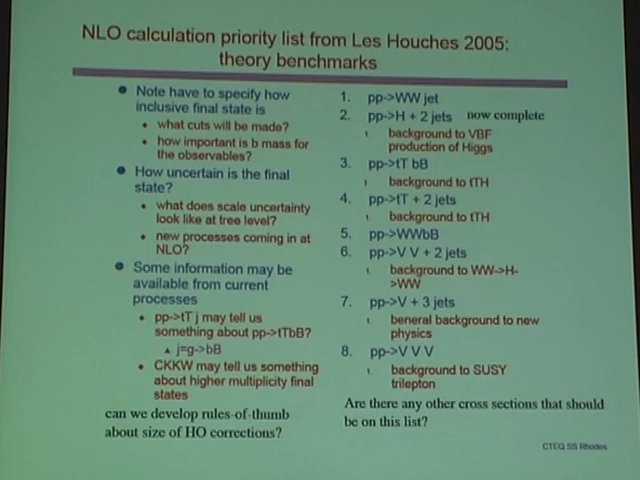 NLO calculation priority list from Les Houches 2005:
theory benchmarks
Note have to specify how
inclusive final state is
what cuts will be made?
how important is b mass for
the observables?
How uncertain is the final
state?
what does scale uncertainty
look like at tree level?
new processes coming in at
NLO?
Some information may be
available from current
processes
pp->tT j may tell us
something about pp->tTbB?
j=g->bB
CKKW may tell us something
about higher multiplicity final
states
can we develop rules-of-thumb
about size of HO corrections?
1. pp->WW jet
2. pp->H + 2 jets now complete
1. background to VBF
production of Higgs
3. pp->tT bB
1. background to tTH
4. pp->tT + 2 jets
1. background to tTH
5. pp->WWbB
6. pp->V V + 2 jets
1. background to WW->H-
>WW
7. pp->V + 3 jets
1. beneral background to new
physics
8. pp->V V V
1. background to SUSY
trilepton
Are there any other cross sections that should
be on this list?
CTEQ SS Rhodes